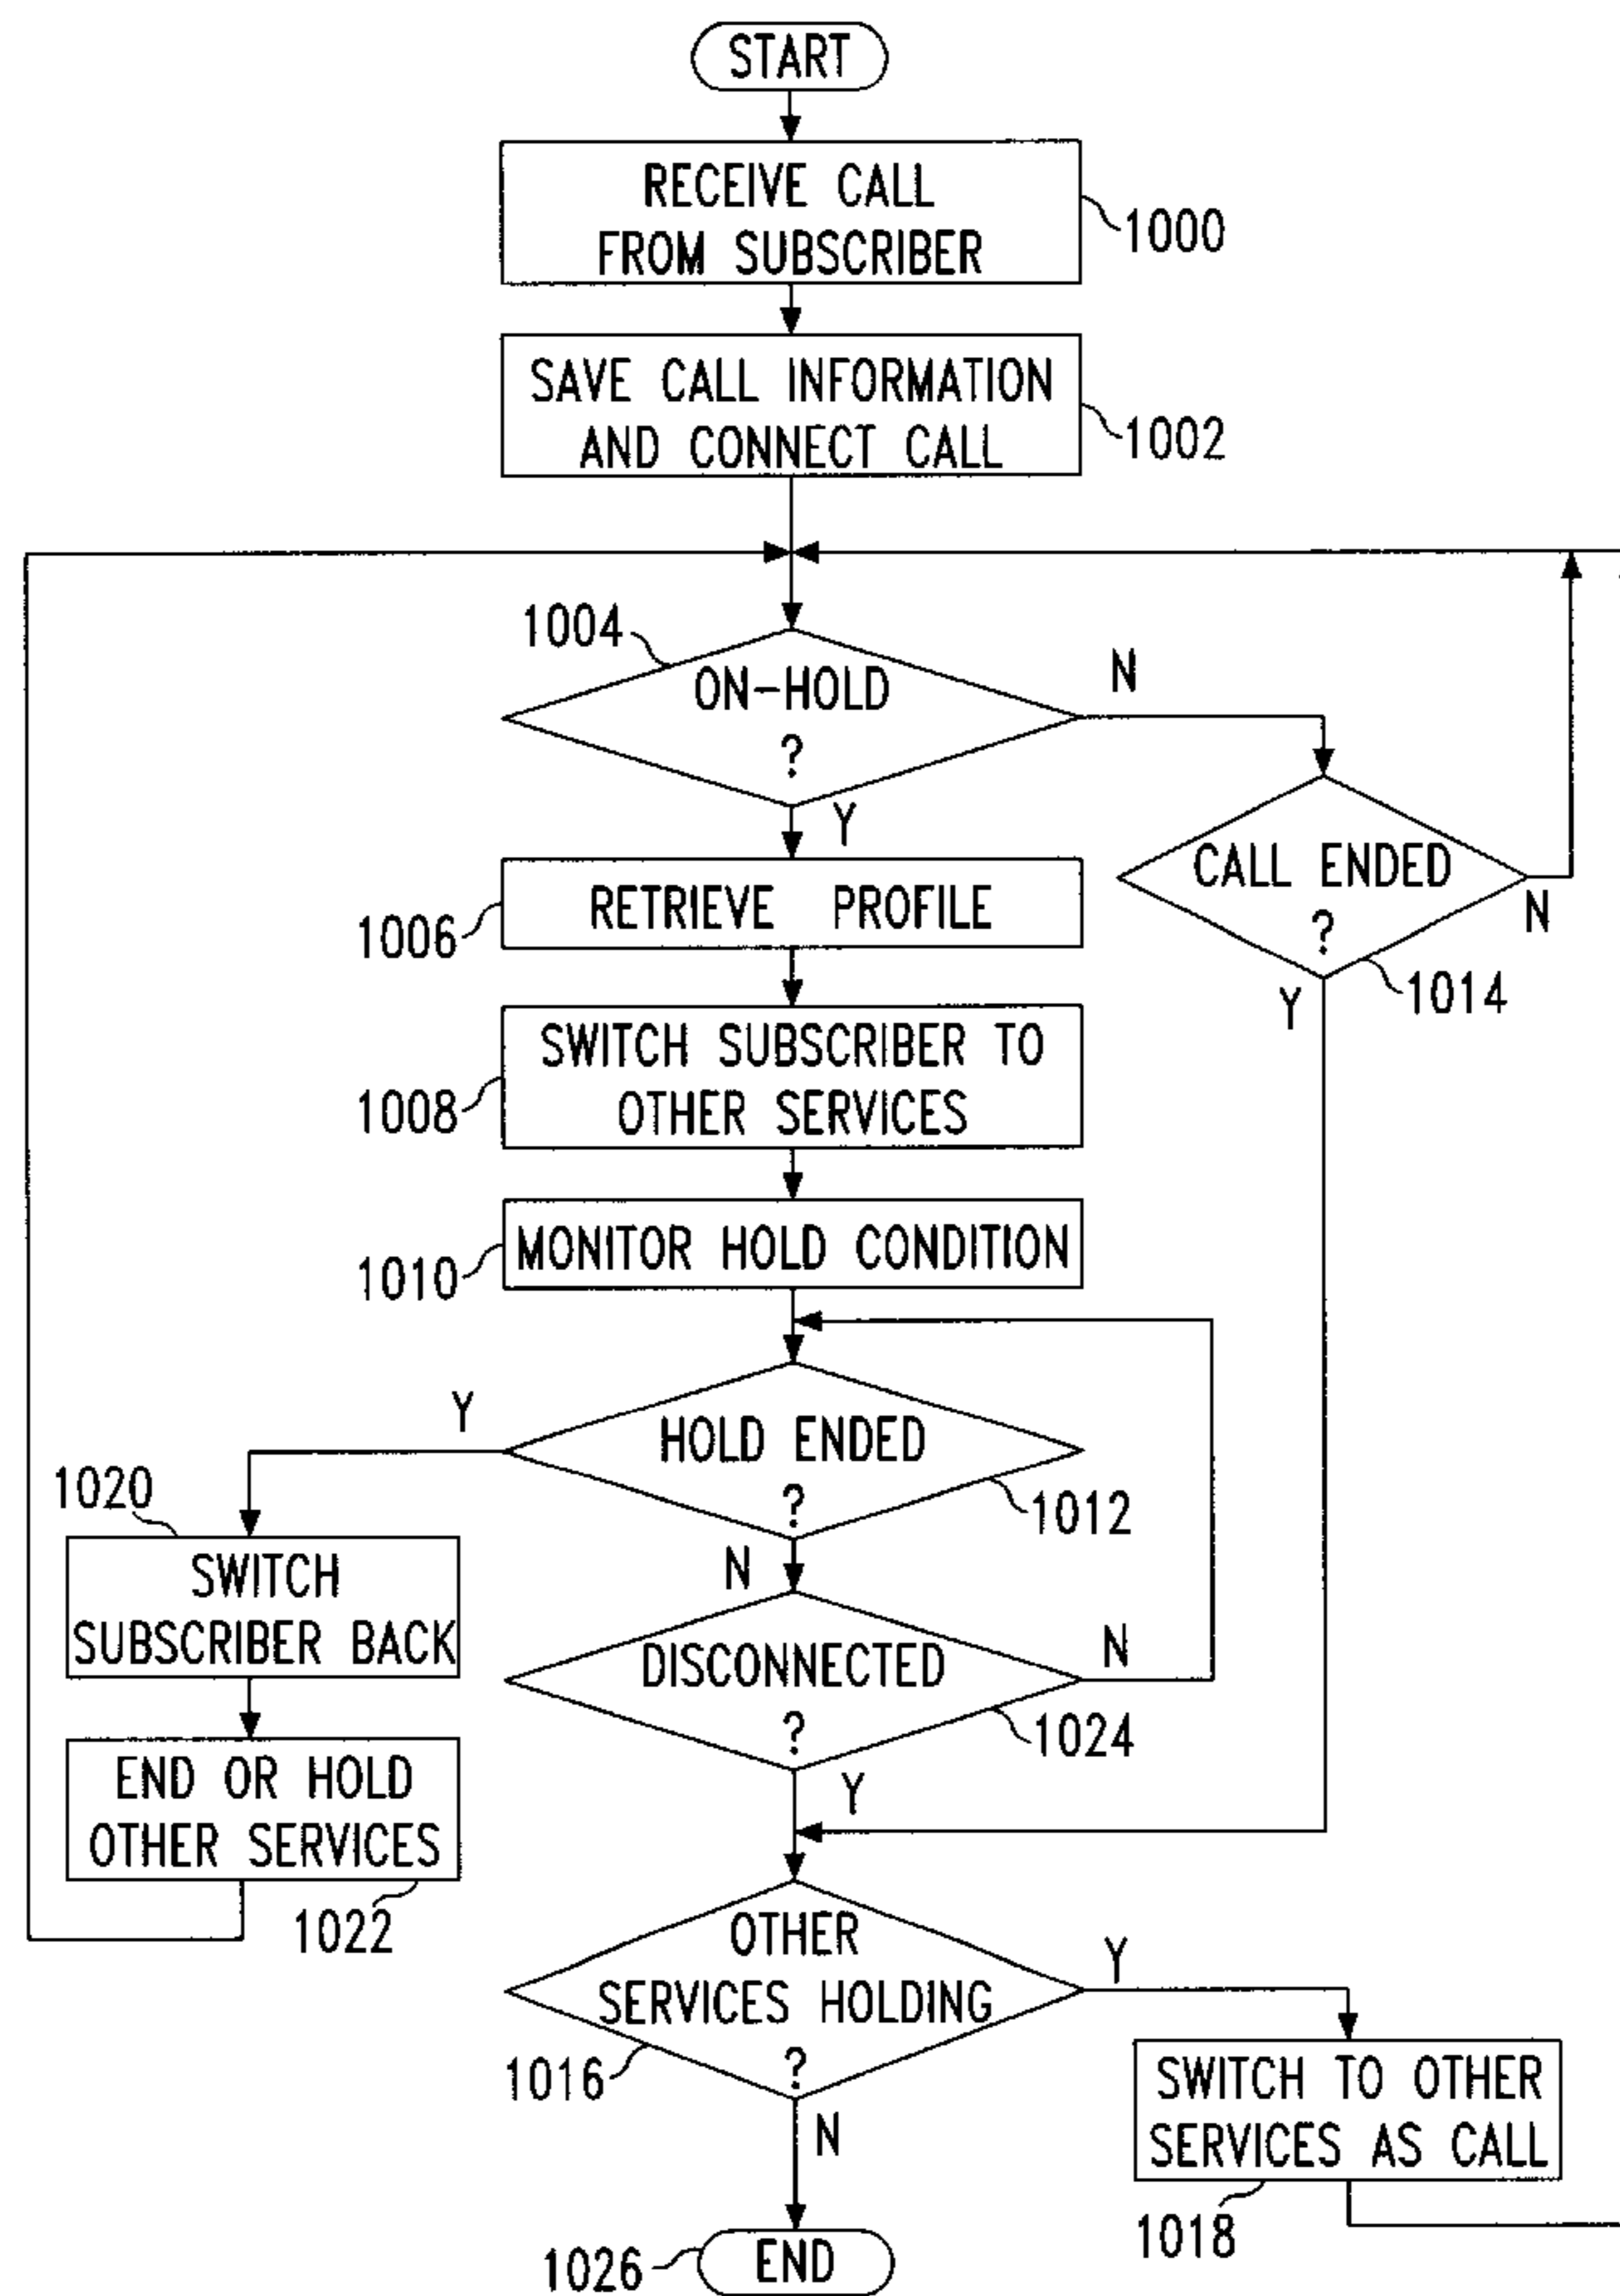 START
RECEIVE CALL
FROM SUBSCRIBER
1000
SAVE CALL INFORMATION
AND CONNECT CALL
1002
1004
ON-HOLD
?
N
Y
CALL ENDED
?
N
1014
Y
RETRIEVE PROFILE
1006
SWITCH SUBSCRIBER TO
OTHER SERVICES
1008
MONITOR HOLD CONDITION
1010
Y
HOLD ENDED
?
1012
N
1020
SWITCH
SUBSCRIBER BACK
DISCONNECTED
?
N
1024
Y
END OR HOLD
OTHER SERVICES
1022
OTHER
SERVICES HOLDING
?
Y
1016
N
SWITCH TO OTHER
SERVICES AS CALL
1018
1026
END